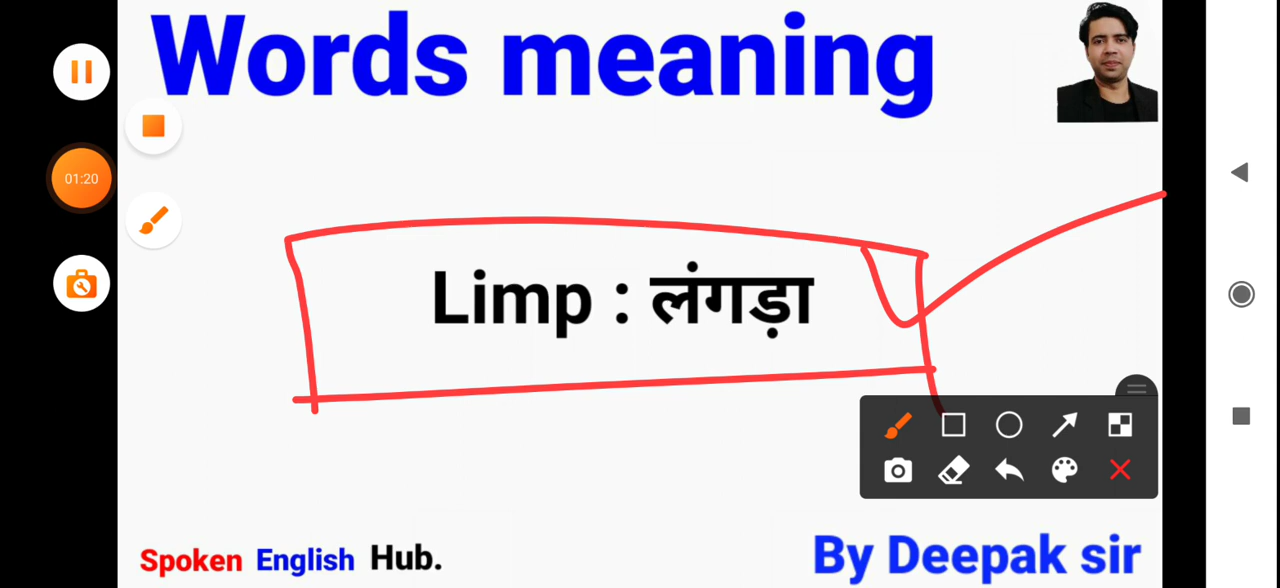 Words meaning
01:20
Limp : लंगड़ा
Spoken English Hub.
By Deepak sir